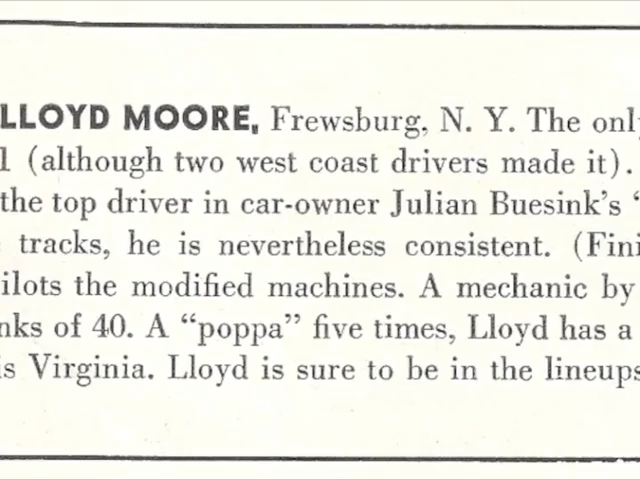 LLOYD MOORE, Frewsburg, N. Y. The only
1 (although two west coast drivers made it).
the top driver in car-owner Julian Buesink's
tracks, he is nevertheless consistent. (Fini
ilots the modified machines. A mechanic by
nks of 40. A “poppa” five times, Lloyd has a
is Virginia. Lloyd is sure to be in the lineups